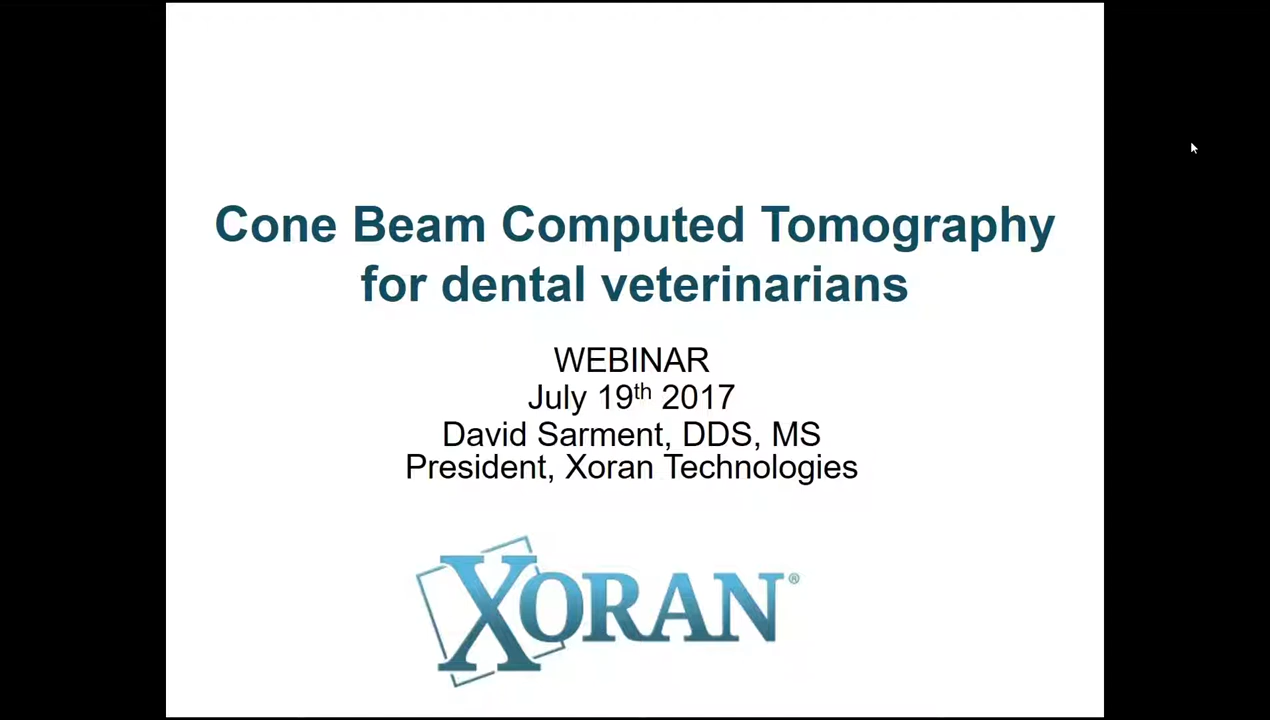 Cone Beam Computed Tomography
for dental veterinarians
WEBINAR
July 19th 2017
David Sarment, DDS, MS
President, Xoran Technologies
XORAN®